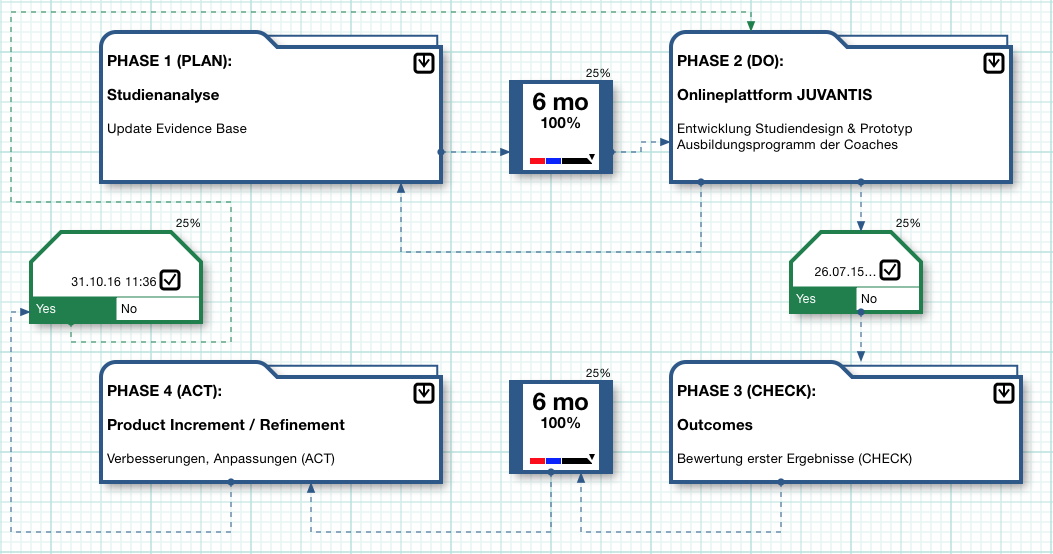 PHASE 1 (PLAN):
Studienanalyse
Update Evidence Base
25%
6 mo
100%
PHASE 2 (DO):
Onlineplattform JUVANTIS
Entwicklung Studiendesign & Prototyp
Ausbildungsprogramm der Coaches
25%
31.10.16 11:36
Yes
No
25%
26.07.15...
Yes
No
PHASE 4 (ACT):
Product Increment / Refinement
Verbesserungen, Anpassungen (ACT)
25%
6 mo
100%
PHASE 3 (CHECK):
Outcomes
Bewertung erster Ergebnisse (CHECK)